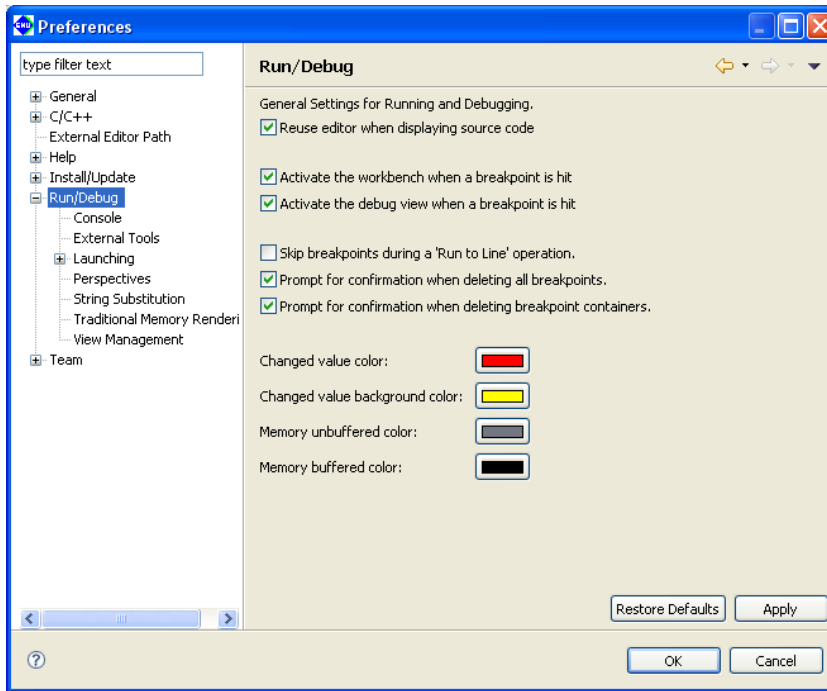 Preferences
type filter text
General
C/C++
External Editor Path
Help
Install/Update
Run/Debug
Console
External Tools
Launching
Perspectives
String Substitution
Traditional Memory Renderi
View Management
Team
Run/Debug
General Settings for Running and Debugging.
Reuse editor when displaying source code
Activate the workbench when a breakpoint is hit
Activate the debug view when a breakpoint is hit
Skip breakpoints during a 'Run to Line' operation.
Prompt for confirmation when deleting all breakpoints.
Prompt for confirmation when deleting breakpoint containers.
Changed value color:
Changed value background color:
Memory unbuffered color:
Memory buffered color:
Restore Defaults Apply
OK Cancel